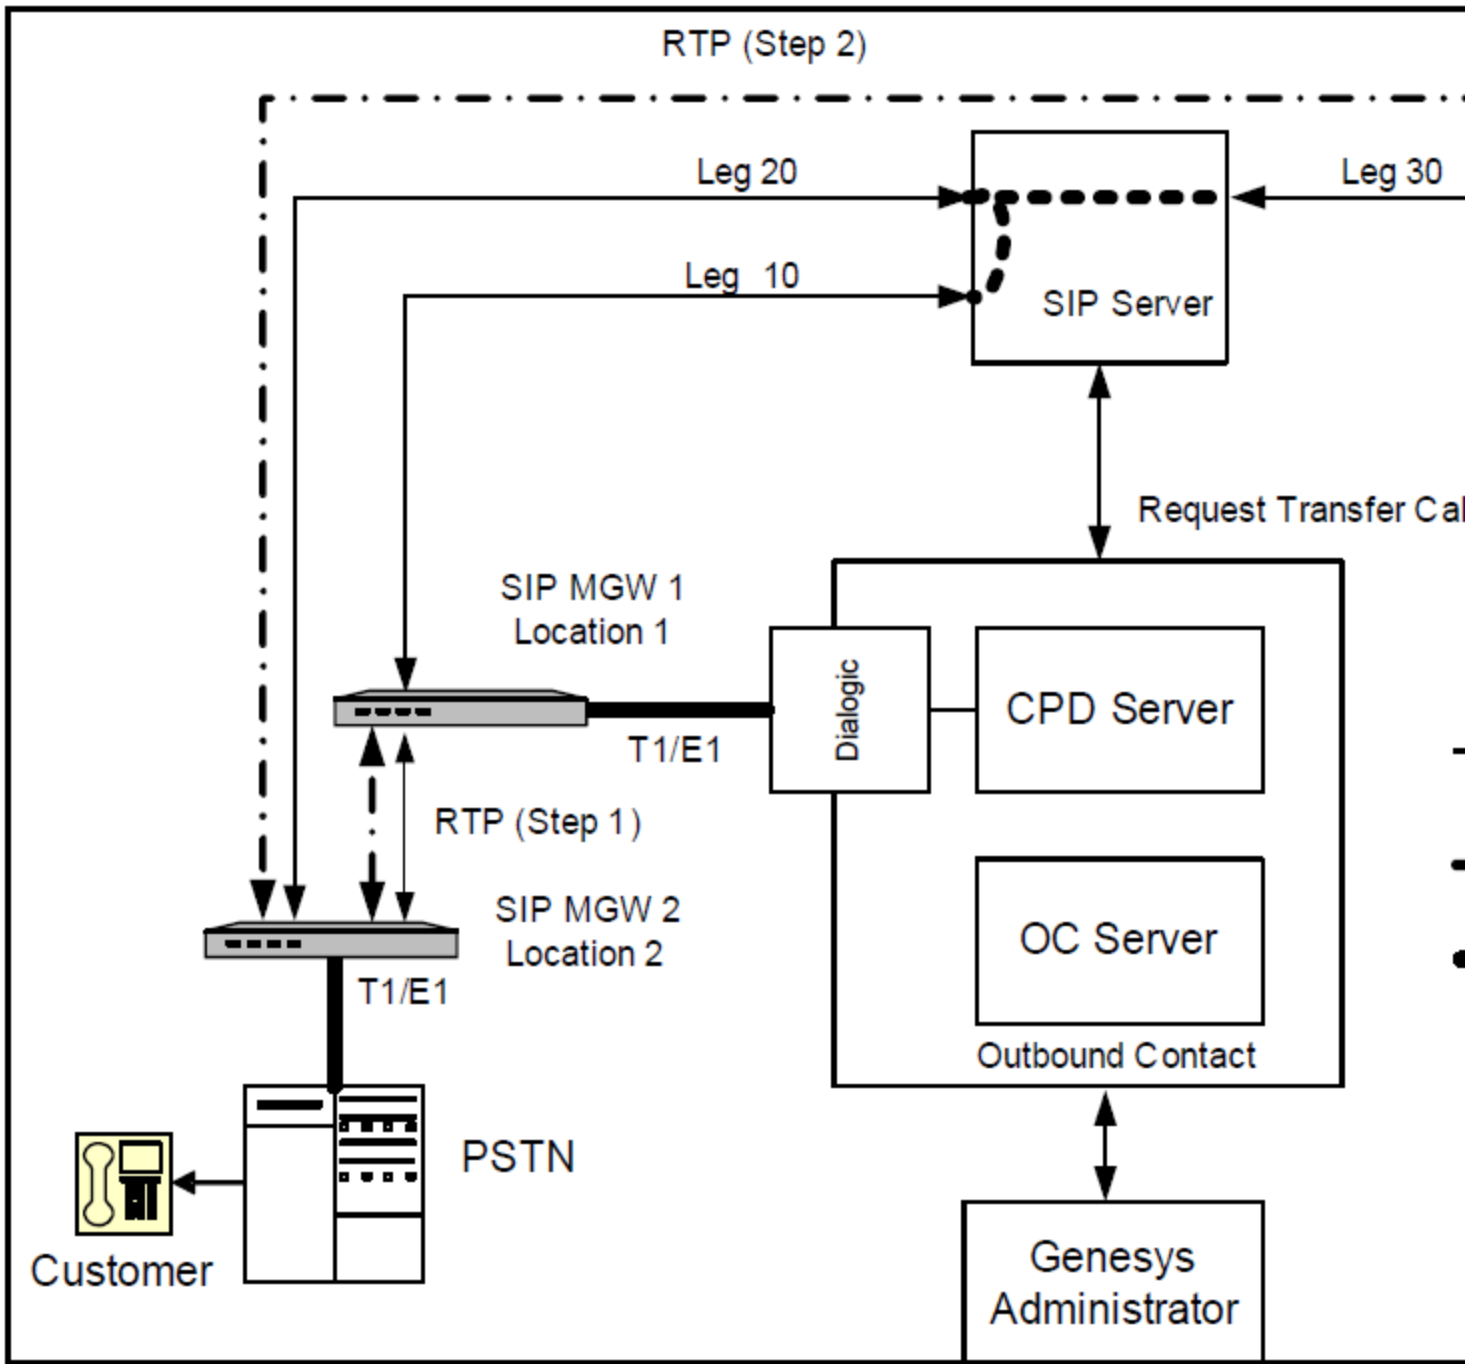 RTP (Step 2)
Leg 20
Leg 30
Leg 10
SIP Server
Request Transfer Cal
SIP MGW 1
Location 1
Dialogic
CPD Server
T1/E1
RTP (Step 1)
SIP MGW 2
Location 2
OC Server
T1/E1
Outbound Contact
PSTN
Customer
Genesys
Administrator